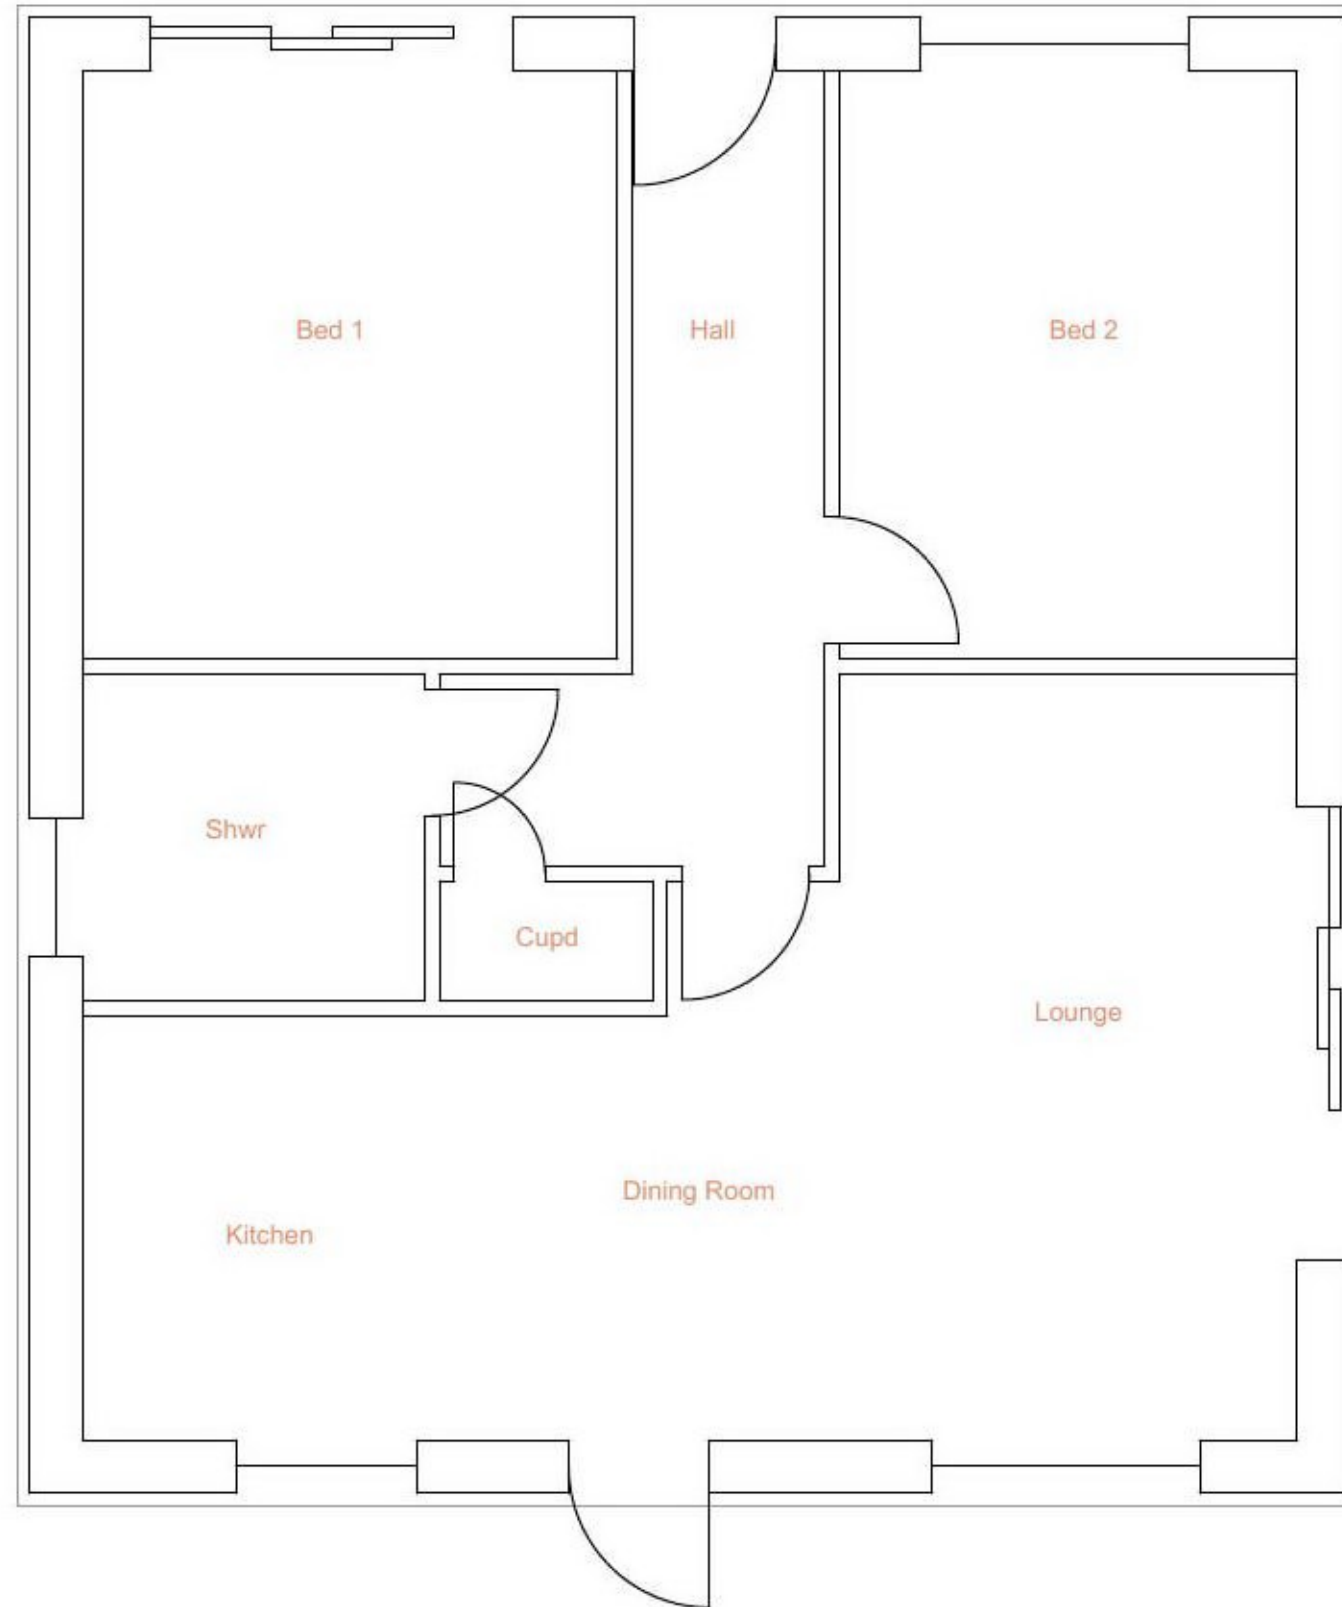 Bed 1
Hall
Bed 2
Shwr
Cupd
Lounge
Dining Room
Kitchen